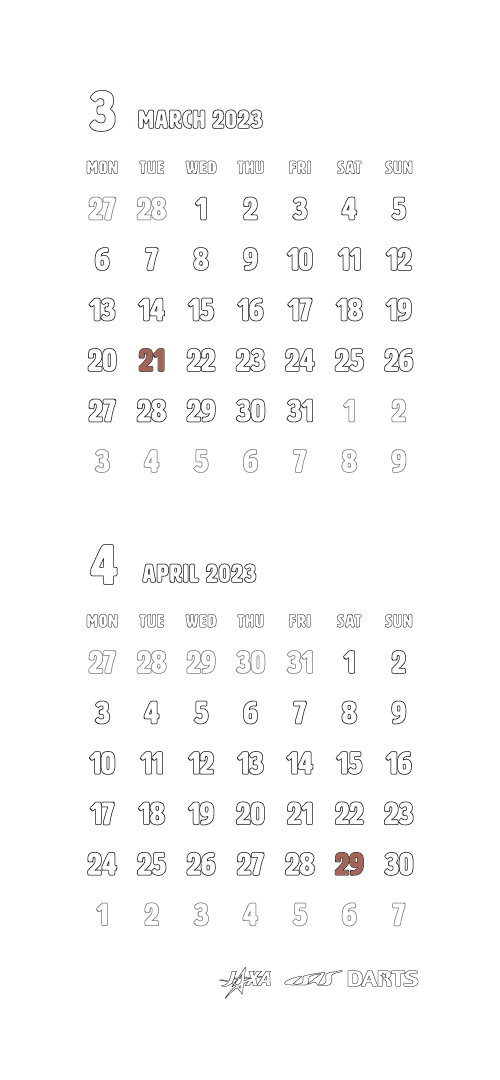 3 MARCH 2023
MON TUE WED THU FRI SAT SUN
27 28 1 2 3 4 5
6 7 8 9 10 11 12
13 14 15 16 17 18 19
20 21 22 23 24 25 26
27 28 29 30 31 1 2
3 4 5 6 7 8 9
4 APRIL 2023
MON TUE WED THU FRI SAT SUN
27 28 29 30 31 1 2
3 4 5 6 7 8 9
10 11 12 13 14 15 16
17 18 19 20 21 22 23
24 25 26 27 28 29 30
1 2 3 4 5 6 7
JAXA ISAS DARTS